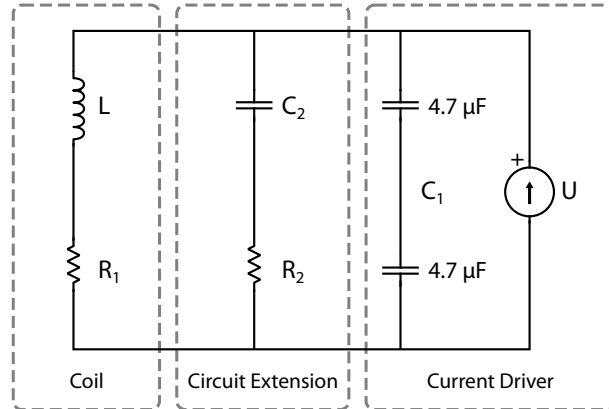 L
C₂
4.7 µF
+
C₁
U
R₁
R₂
4.7 µF
Coil
Circuit Extension
Current Driver